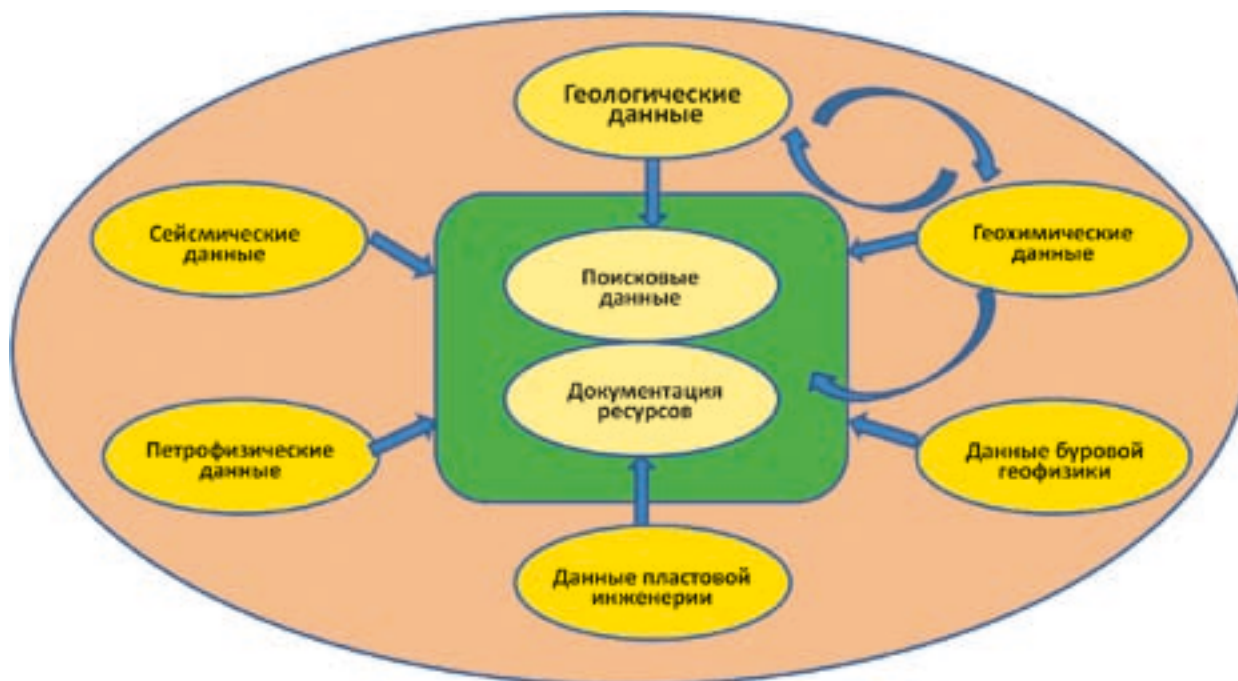 Геологические
данные
Сейсмические
данные
Геохимические
данные
Поисковые
данные
Документация
ресурсов
Петрофизические
данные
Данные буровой
геофизики
Данные пластовой
инженерии